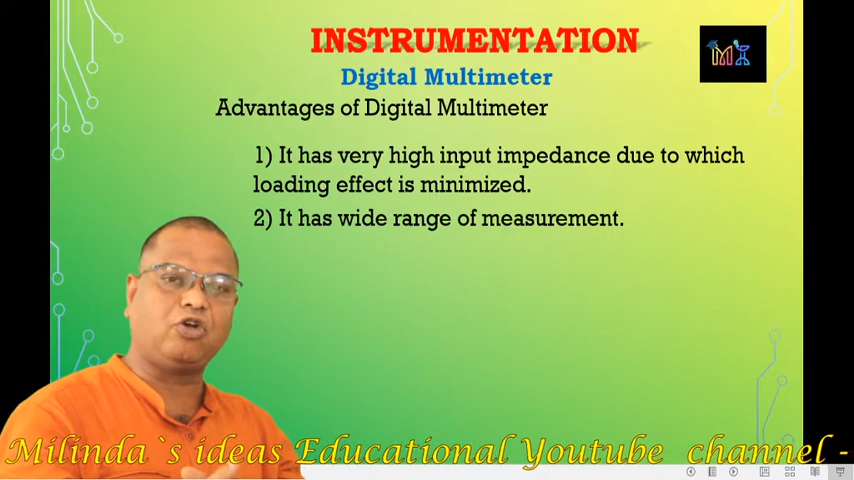 INSTRUMENTATION
MI
Digital Multimeter
Advantages of Digital Multimeter
1) It has very high input impedance due to which
loading effect is minimized.
2) It has wide range of measurement.
Milinda`s ideas Educational Youtube channel -